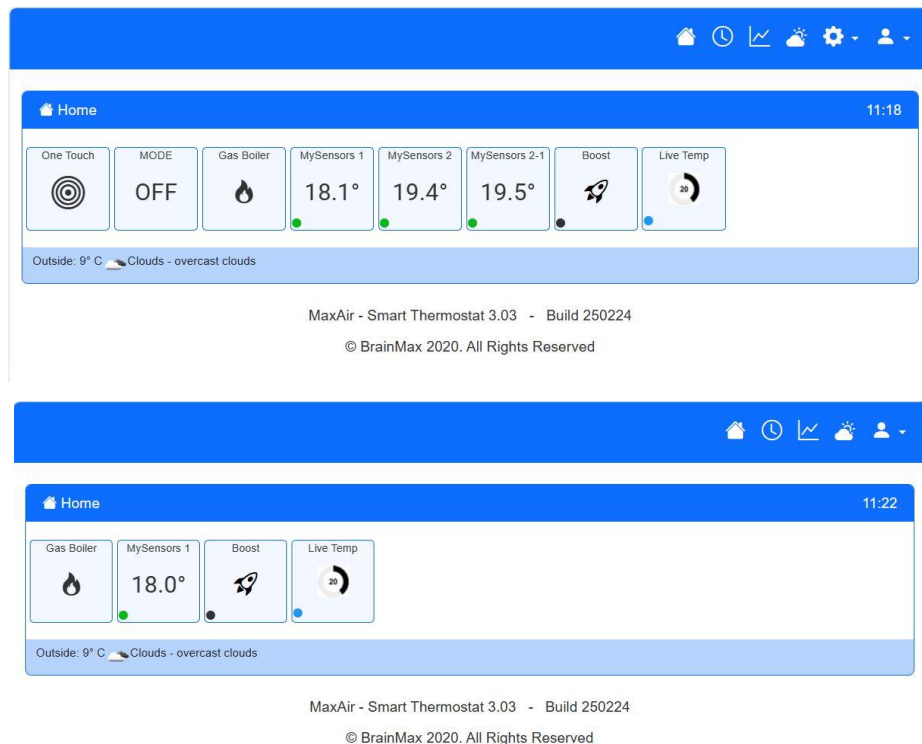 Home 11:18
One Touch MODE Gas Boiler MySensors 1 MySensors 2 MySensors 2-1 Boost Live Temp
OFF 18.1° 19.4° 19.5° 20
Outside: 9° C Clouds - overcast clouds
MaxAir - Smart Thermostat 3.03 - Build 250224
© BrainMax 2020. All Rights Reserved
Home 11:22
Gas Boiler MySensors 1 Boost Live Temp
18.0° 20
Outside: 9° C Clouds - overcast clouds
MaxAir - Smart Thermostat 3.03 - Build 250224
© BrainMax 2020. All Rights Reserved